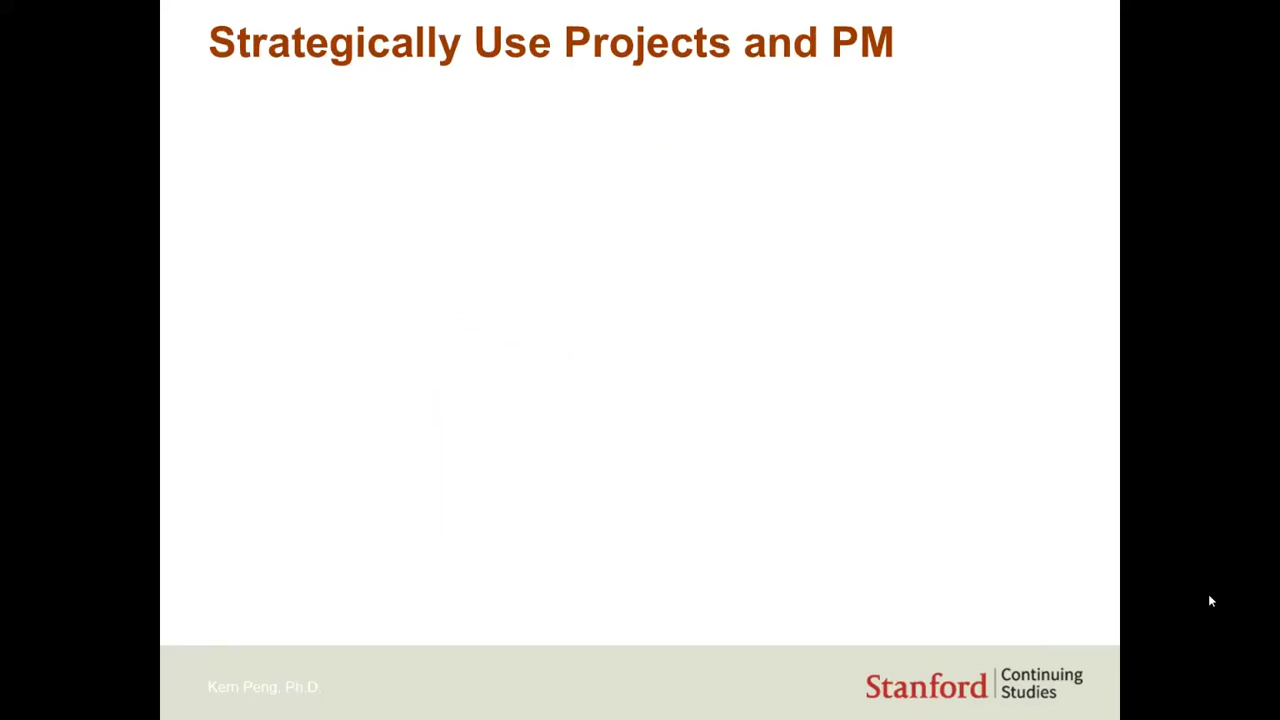 Strategically Use Projects and PM
Kern Peng, Ph.D.
Stanford
Continuing
Studies